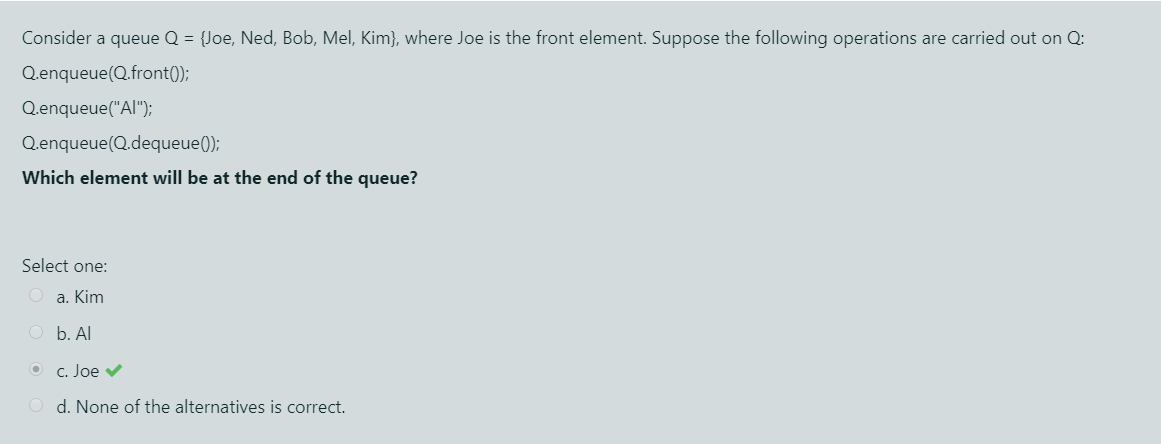 Consider a queue Q = {Joe, Ned, Bob, Mel, Kim}, where Joe is the front element. Suppose the following operations are carried out on Q:
Q.enqueue(Q.front());
Q.enqueue("Al");
Q.enqueue(Q.dequeue());
Which element will be at the end of the queue?
Select one:
a. Kim
b. Al
c. Joe
d. None of the alternatives is correct.